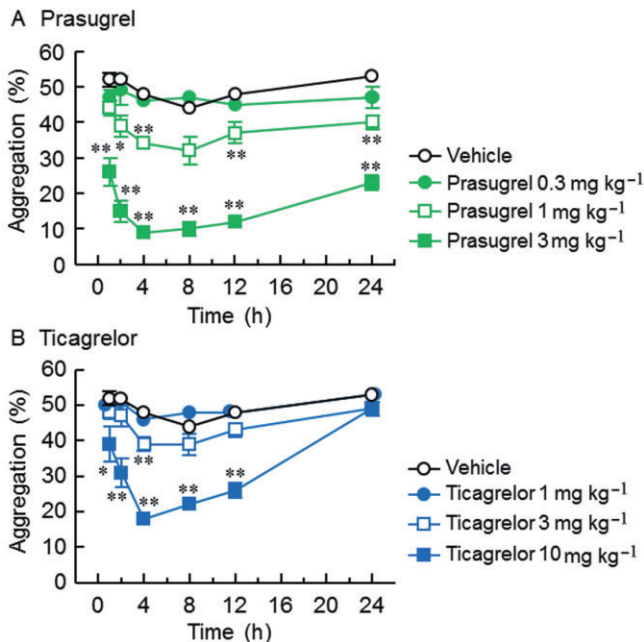 A Prasugrel
60
50
40
30
20
10
0
Aggregation (%)
** * ** **
** **
** ** ** **
0 4 8 12 16 20 24
Time (h)
Vehicle
Prasugrel 0.3 mg kg⁻¹
Prasugrel 1 mg kg⁻¹
Prasugrel 3 mg kg⁻¹
B Ticagrelor
60
50
40
30
20
10
0
Aggregation (%)
**
* ** ** ** **
0 4 8 12 16 20 24
Time (h)
Vehicle
Ticagrelor 1 mg kg⁻¹
Ticagrelor 3 mg kg⁻¹
Ticagrelor 10 mg kg⁻¹